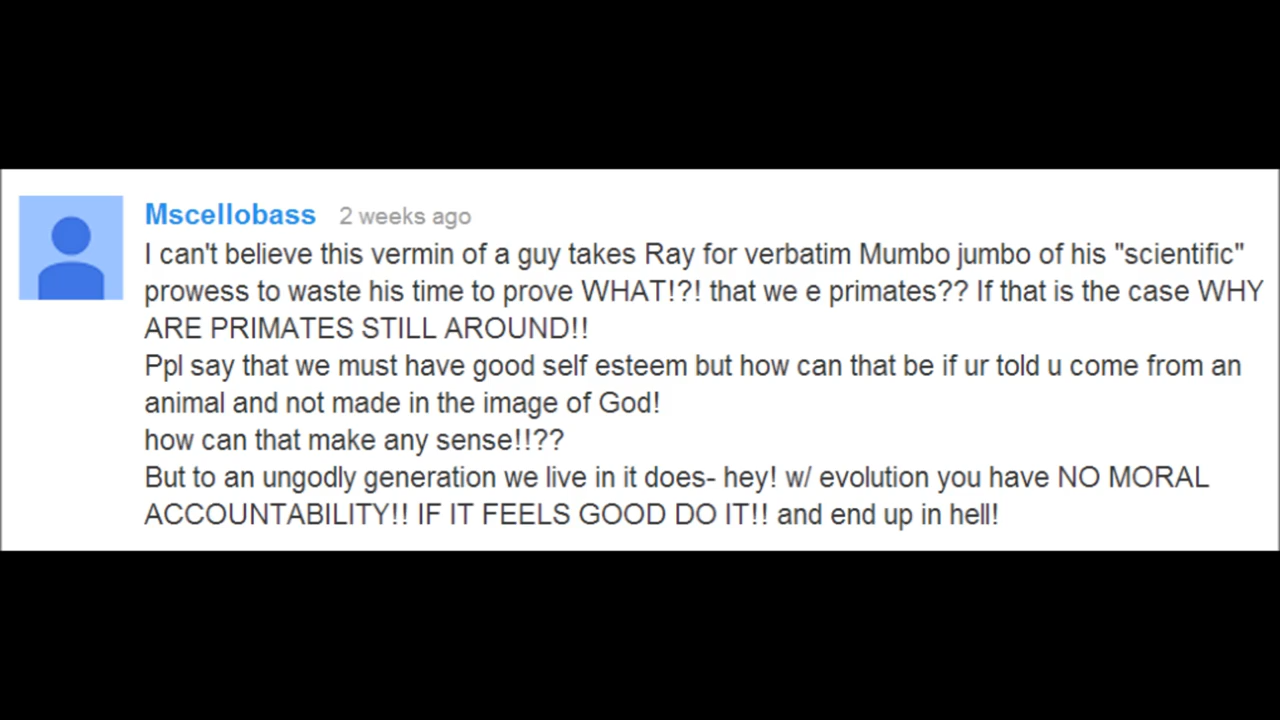 Mscellobass 2 weeks ago
I can't believe this vermin of a guy takes Ray for verbatim Mumbo jumbo of his "scientific"
prowess to waste his time to prove WHAT!?! that we e primates?? If that is the case WHY
ARE PRIMATES STILL AROUND!!
Ppl say that we must have good self esteem but how can that be if ur told u come from an
animal and not made in the image of God!
how can that make any sense!!??
But to an ungodly generation we live in it does- hey! w/ evolution you have NO MORAL
ACCOUNTABILITY!! IF IT FEELS GOOD DO IT!! and end up in hell!